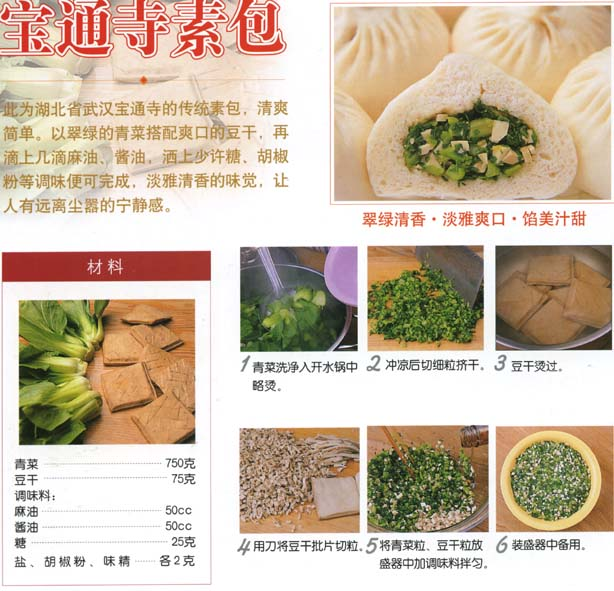 宝通寺素包
此为湖北省武汉宝通寺的传统素包，清爽
简单。以翠绿的青菜搭配爽口的豆干，再
滴上几滴麻油、酱油，洒上少许糖、胡椒
粉等调味便可完成，淡雅清香的味觉，让
人有远离尘嚣的宁静感。
翠绿清香·淡雅爽口·馅美汁甜
材料
青菜 750克
豆干 75克
调味料：
麻油 50cc
酱油 50cc
糖 25克
盐、胡椒粉、味精 各2克
1 青菜洗净入开水锅中
略烫。
2 冲凉后切细粒挤干。
3 豆干烫过。
4 用刀将豆干批片切粒。
5 将青菜粒、豆干粒放
盛器中加调味料拌匀。
6 装盛器中备用。